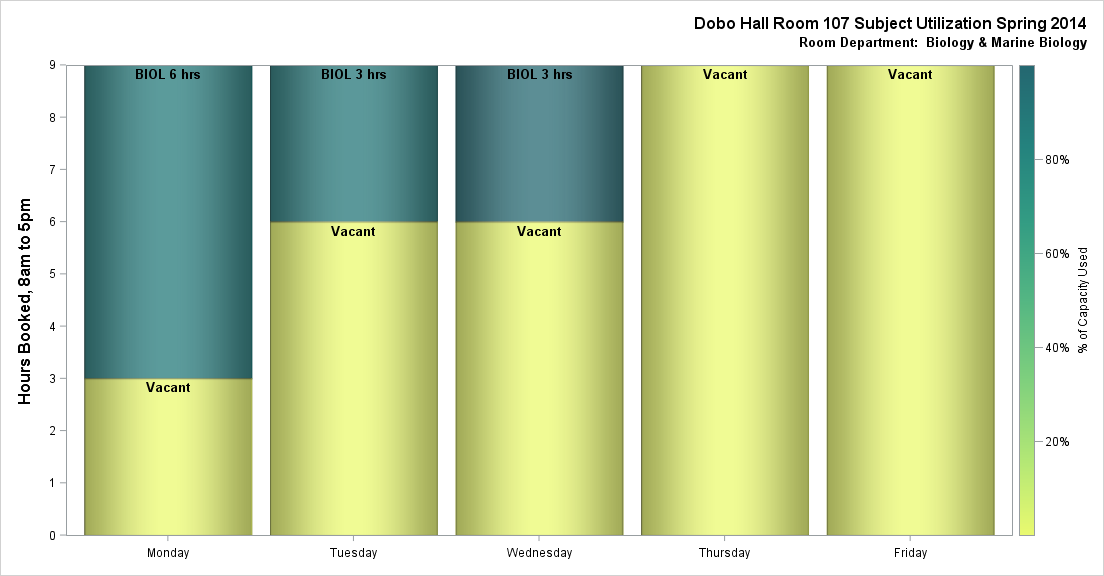 Dobo Hall Room 107 Subject Utilization Spring 2014
Room Department:  Biology & Marine Biology
Hours Booked, 8am to 5pm
9
8
7
6
5
4
3
2
1
0
BIOL 6 hrs
Vacant
BIOL 3 hrs
Vacant
BIOL 3 hrs
Vacant
Vacant
Vacant
Monday
Tuesday
Wednesday
Thursday
Friday
80%
60%
40%
20%
% of Capacity Used